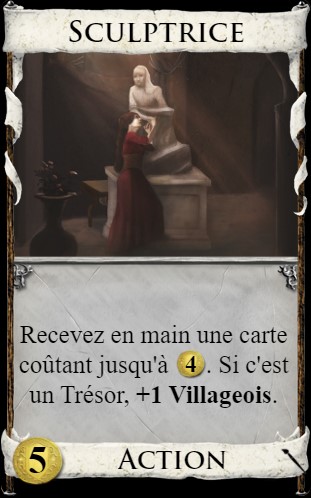 SCULPTRICE
Recevez en main une carte
coûtant jusqu'à 4. Si c'est
un Trésor, +1 Villageois.
5 ACTION